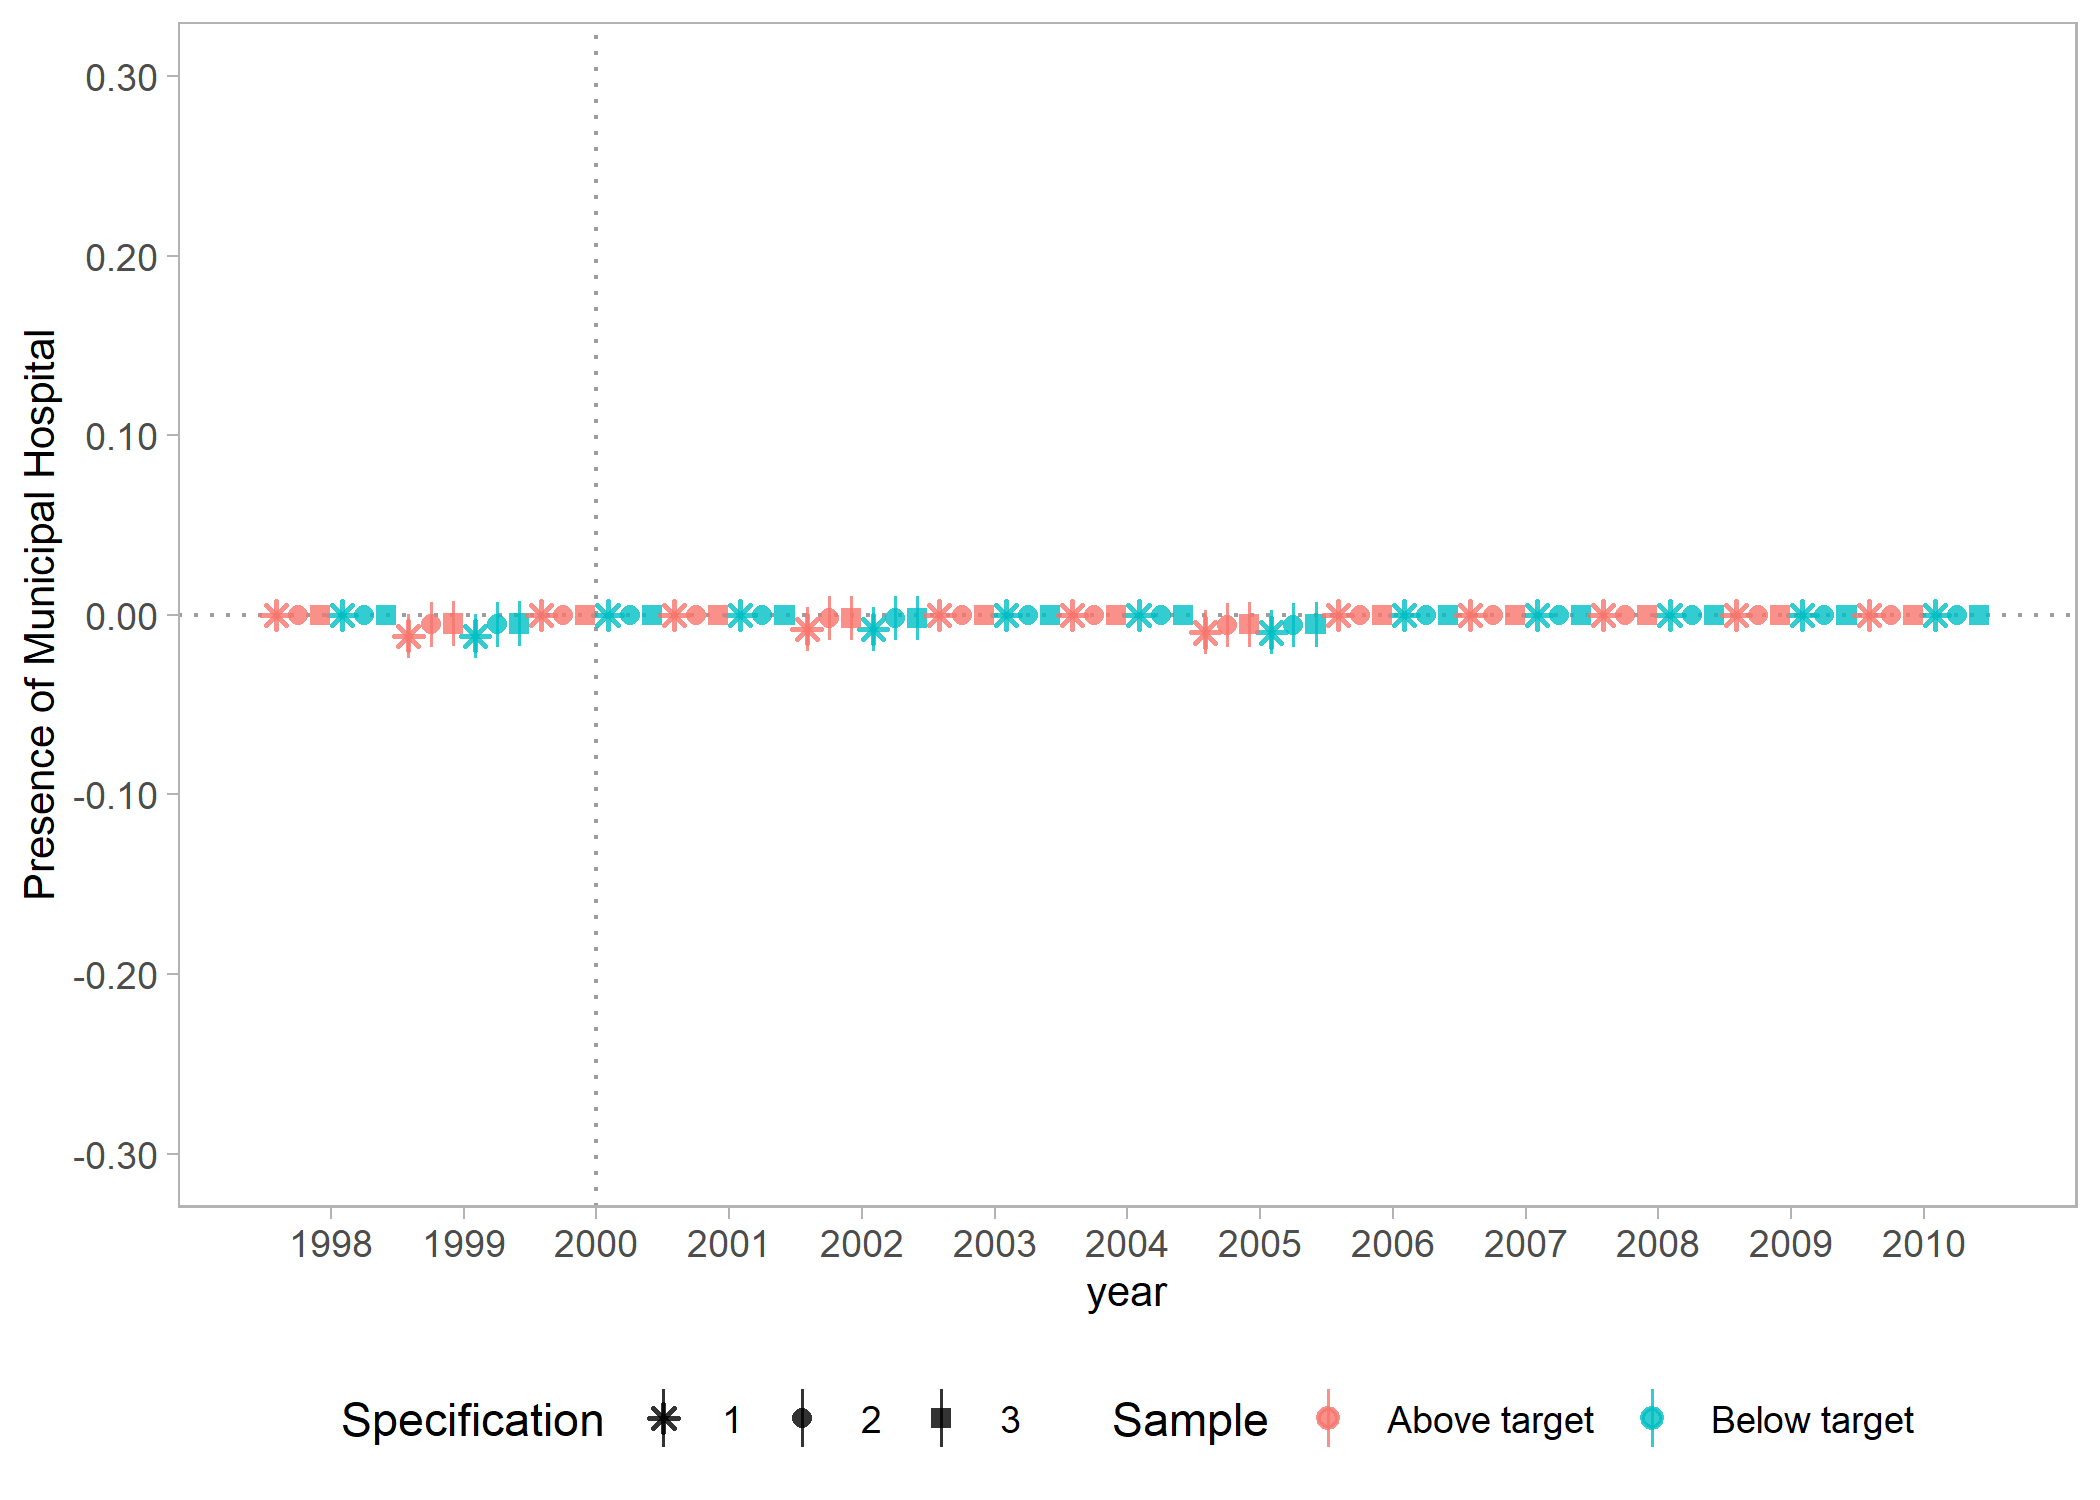 Presence of Municipal Hospital
0.30
0.20
0.10
0.00
-0.10
-0.20
-0.30
1998 1999 2000 2001 2002 2003 2004 2005 2006 2007 2008 2009 2010
year
Specification 1 2 3 Sample Above target Below target